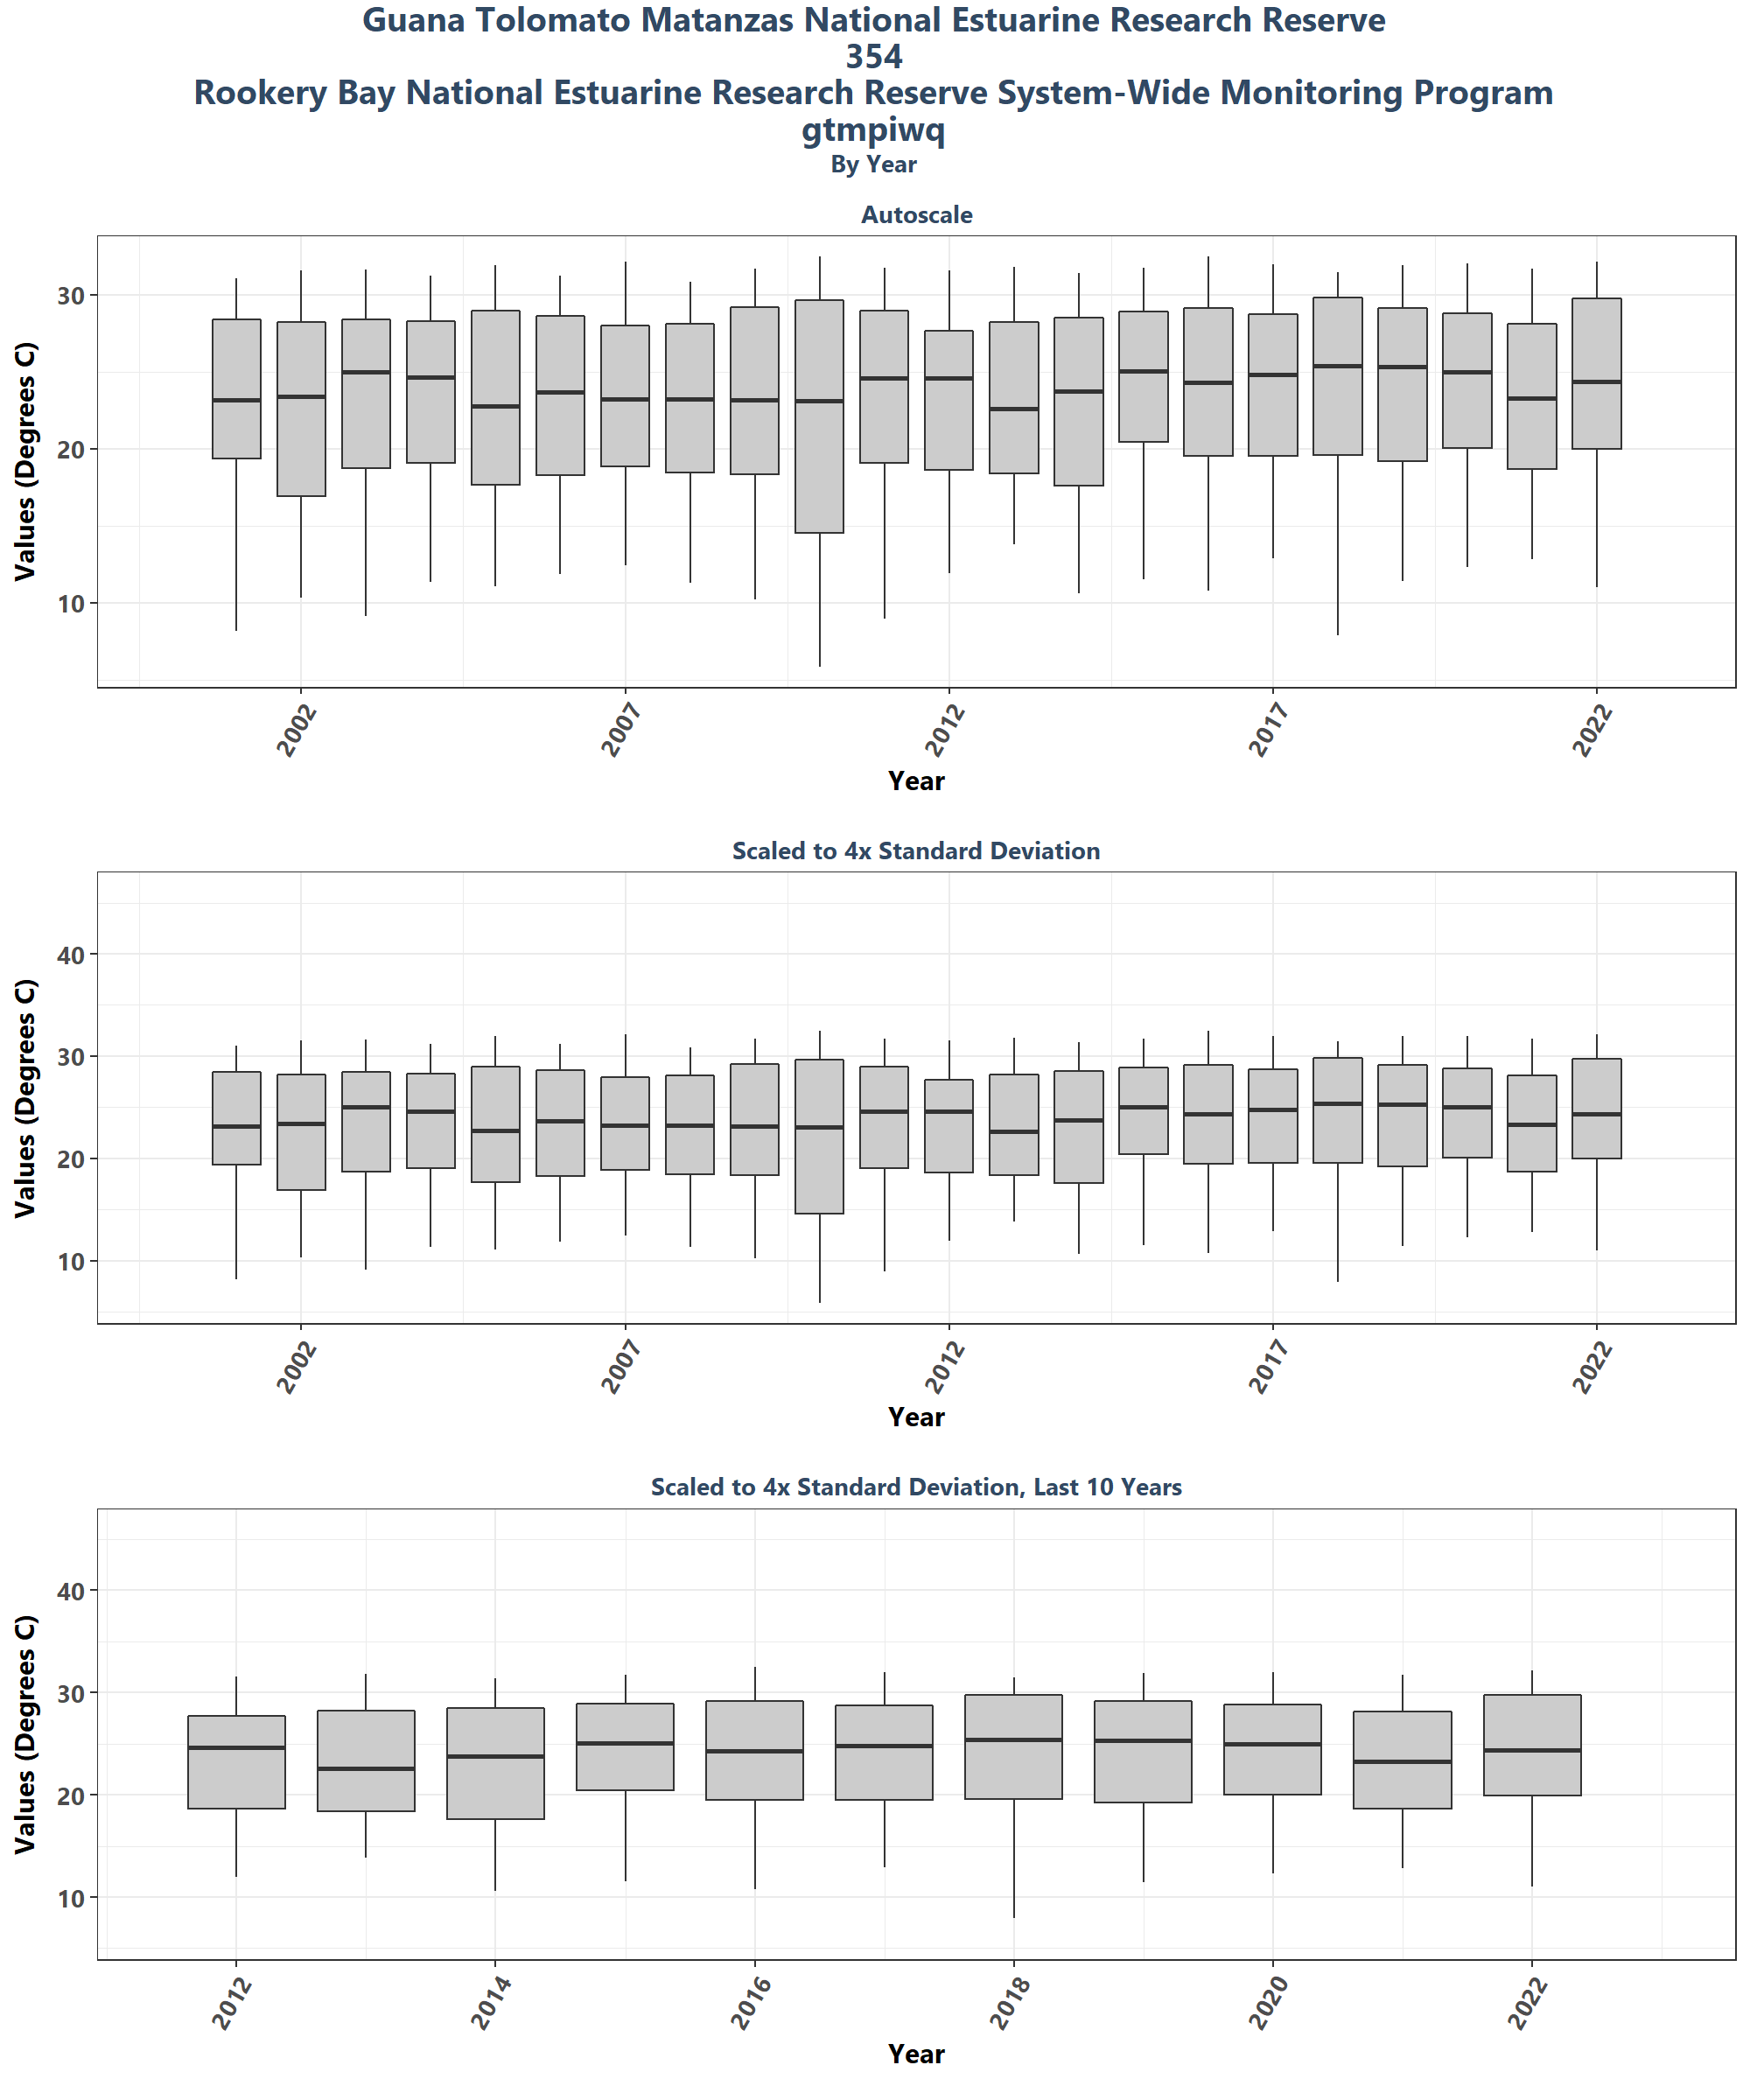 Guana Tolomato Matanzas National Estuarine Research Reserve
354
Rookery Bay National Estuarine Research Reserve System-Wide Monitoring Program
gtmpiwq
By Year
Autoscale
Values (Degrees C)
30
20
10
2002
2007
2012
2017
2022
Year
Scaled to 4x Standard Deviation
Values (Degrees C)
40
30
20
10
2002
2007
2012
2017
2022
Year
Scaled to 4x Standard Deviation, Last 10 Years
Values (Degrees C)
40
30
20
10
2012
2014
2016
2018
2020
2022
Year